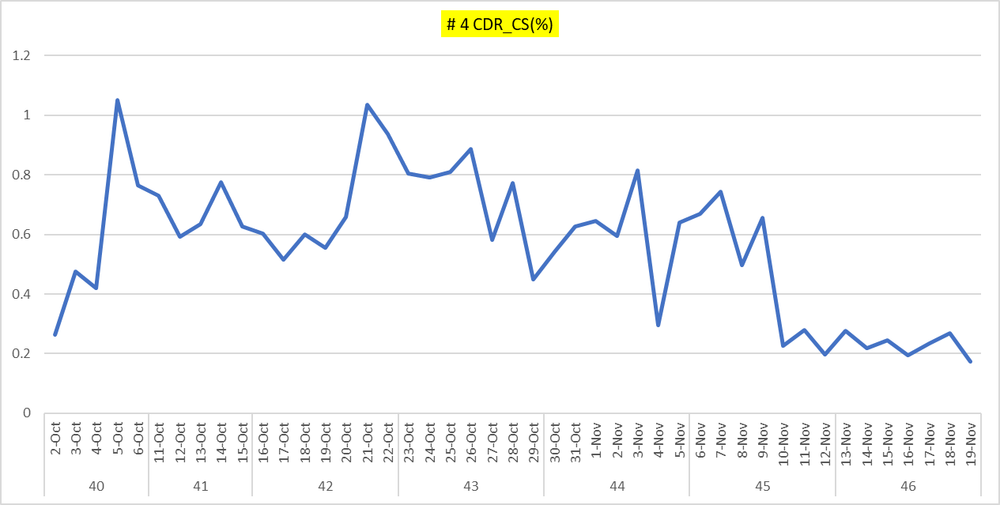 # 4 CDR_CS(%)
1.2
1
0.8
0.6
0.4
0.2
0
2-Oct
3-Oct
4-Oct
5-Oct
6-Oct
11-Oct
12-Oct
13-Oct
14-Oct
15-Oct
16-Oct
17-Oct
18-Oct
19-Oct
20-Oct
21-Oct
22-Oct
23-Oct
24-Oct
25-Oct
26-Oct
27-Oct
28-Oct
29-Oct
30-Oct
31-Oct
1-Nov
2-Nov
3-Nov
4-Nov
5-Nov
6-Nov
7-Nov
8-Nov
9-Nov
10-Nov
11-Nov
12-Nov
13-Nov
14-Nov
15-Nov
16-Nov
17-Nov
18-Nov
19-Nov
40
41
42
43
44
45
46